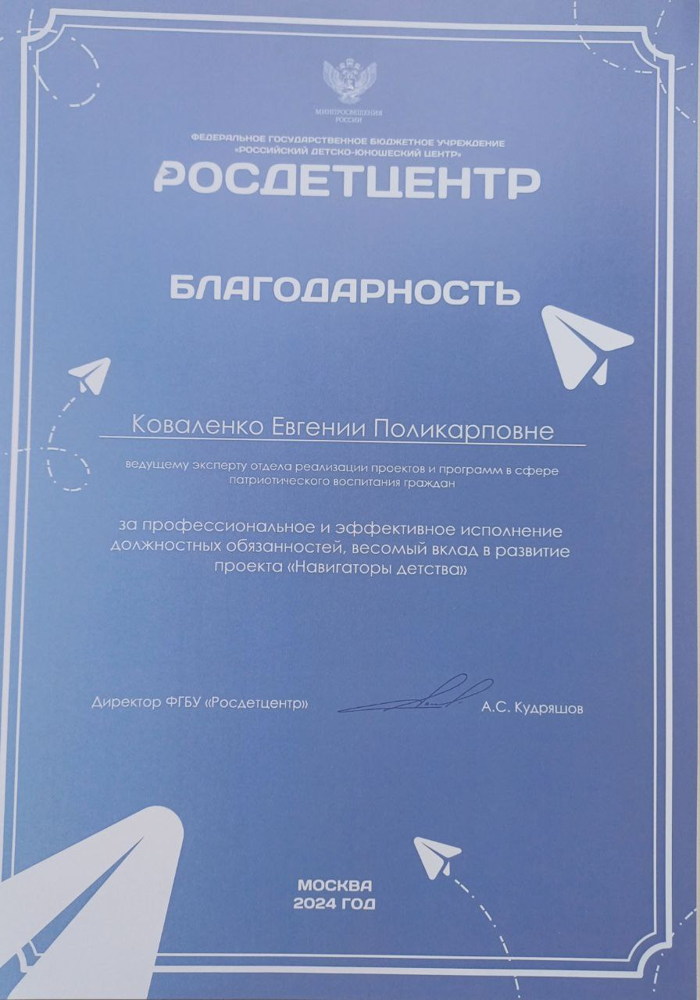 МИНПРОСВЕЩЕНИЯ
РОССИИ
ФЕДЕРАЛЬНОЕ ГОСУДАРСТВЕННОЕ БЮДЖЕТНОЕ УЧРЕЖДЕНИЕ
«РОССИЙСКИЙ ДЕТСКО-ЮНОШЕСКИЙ ЦЕНТР»
РОСДЕТЦЕНТР
БЛАГОДАРНОСТЬ
Коваленко Евгении Поликарповне
ведущему эксперту отдела реализации проектов и программ в сфере
патриотического воспитания граждан
за профессиональное и эффективное исполнение
должностных обязанностей, весомый вклад в развитие
проекта «Навигаторы детства»
Директор ФГБУ «Росдетцентр» А.С. Кудряшов
МОСКВА
2024 ГОД